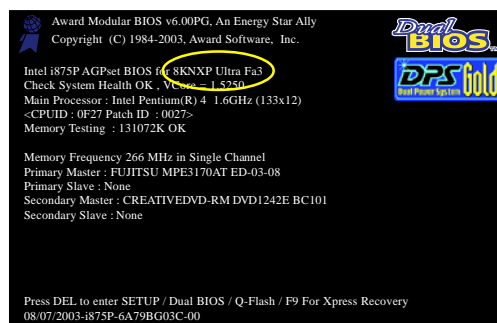 Award Modular BIOS v6.00PG, An Energy Star Ally
Copyright (C) 1984-2003, Award Software, Inc.
Dual
BIOS
DPS Gold
Dual Power System
Intel i875P AGPset BIOS for 8KNXP Ultra Fa3
Check System Health OK , VCore = 1.5250
Main Processor : Intel Pentium(R) 4 1.6GHz (133x12)
<CPUID : 0F27 Patch ID : 0027>
Memory Testing : 131072K OK
Memory Frequency 266 MHz in Single Channel
Primary Master : FUJITSU MPE3170AT ED-03-08
Primary Slave : None
Secondary Master : CREATIVEDVD-RM DVD1242E BC101
Secondary Slave : None
Press DEL to enter SETUP / Dual BIOS / Q-Flash / F9 For Xpress Recovery
08/07/2003-i875P-6A79BG03C-00